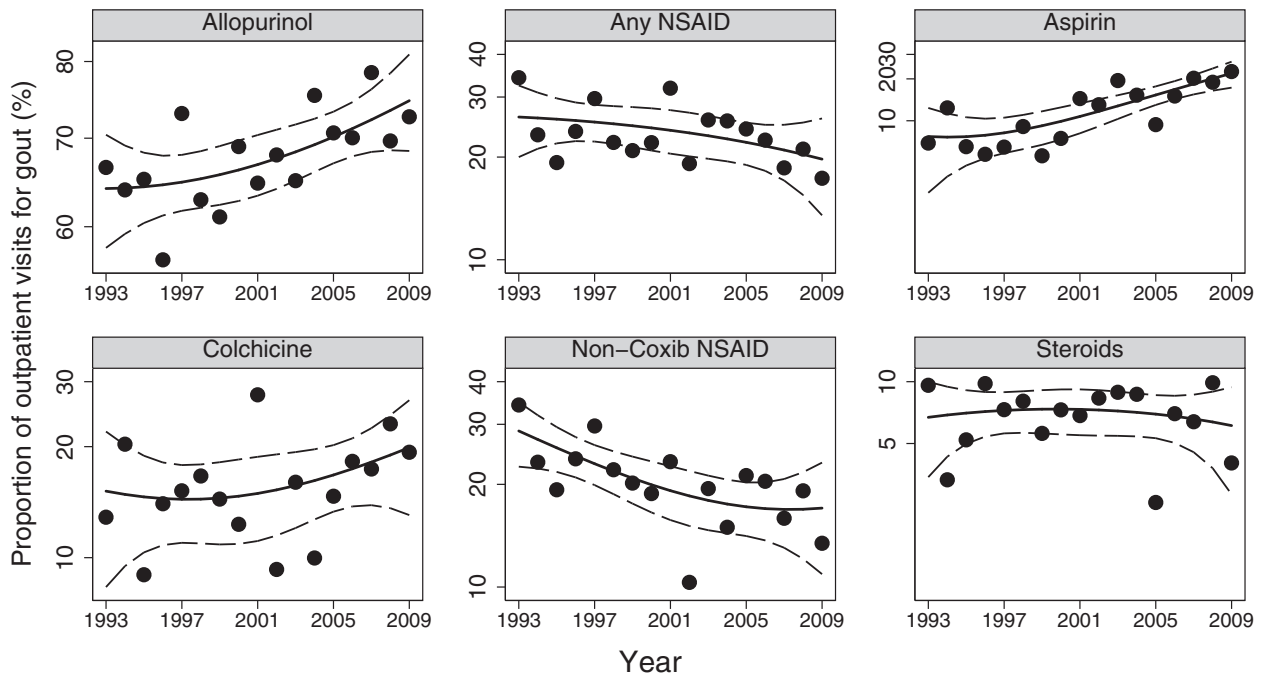 Proportion of outpatient visits for gout (%)
Allopurinol
80
70
60
1993 1997 2001 2005 2009
Any NSAID
40
30
20
10
1993 1997 2001 2005 2009
Aspirin
30
20
10
1993 1997 2001 2005 2009
Colchicine
30
20
10
1993 1997 2001 2005 2009
Non−Coxib NSAID
40
30
20
10
1993 1997 2001 2005 2009
Steroids
10
5
1993 1997 2001 2005 2009
Year